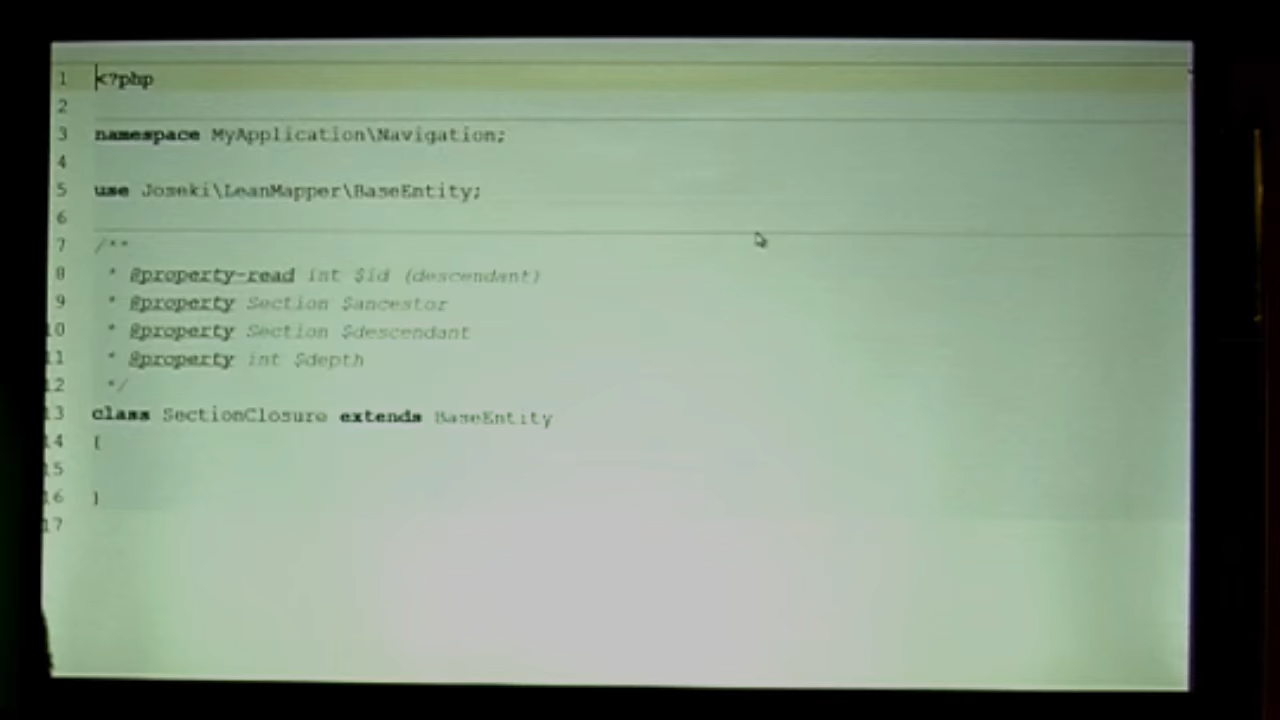 1 <?php
2
3 namespace MyApplication\Navigation;
4
5 use Joseki\LeanMapper\BaseEntity;
6
7 /**
8 * @property-read int $id (descendant)
9 * @property Section $ancestor
10 * @property Section $descendant
11 * @property int $depth
12 */
13 class SectionClosure extends BaseEntity
14 {
15
16 }
17